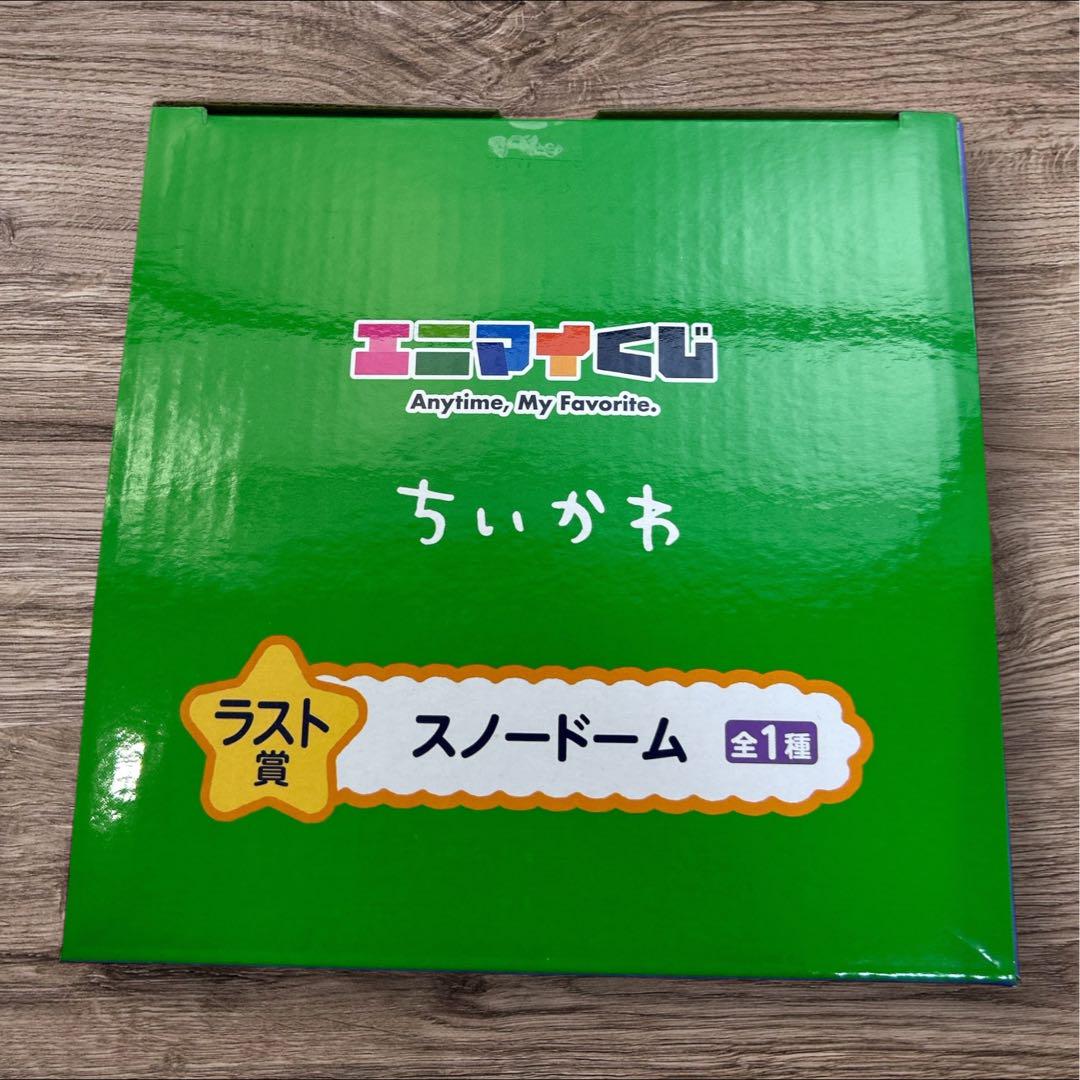 エニマイくじ
Anytime, My Favorite.
ちいかわ
ラスト賞
スノードーム 全1種